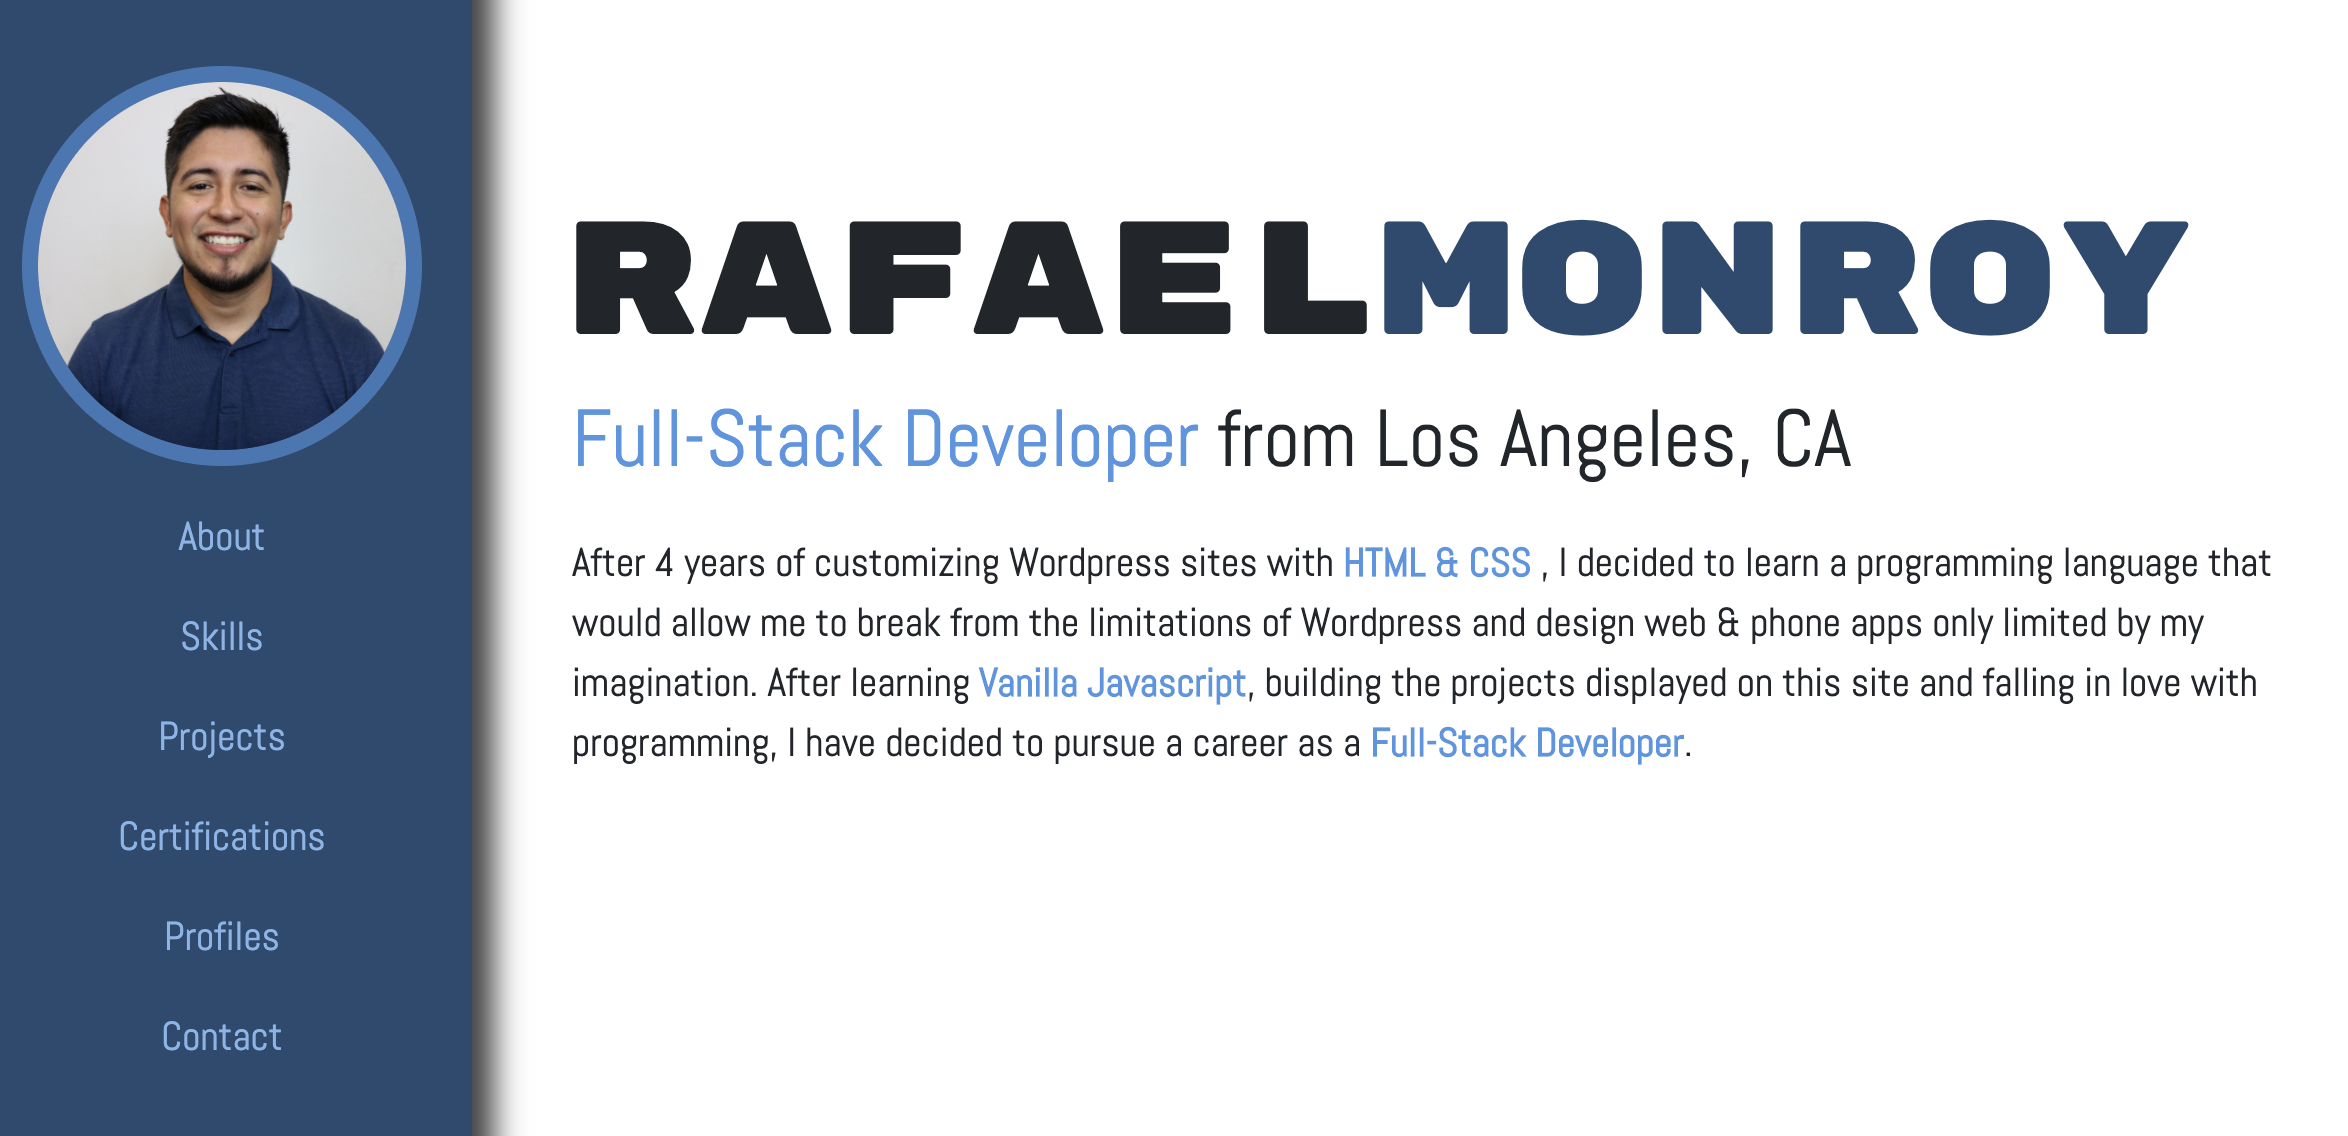 About
Skills
Projects
Certifications
Profiles
Contact
RAFAELMONROY
Full-Stack Developer from Los Angeles, CA
After 4 years of customizing Wordpress sites with HTML & CSS , I decided to learn a programming language that
would allow me to break from the limitations of Wordpress and design web & phone apps only limited by my
imagination. After learning Vanilla Javascript, building the projects displayed on this site and falling in love with
programming, I have decided to pursue a career as a Full-Stack Developer.